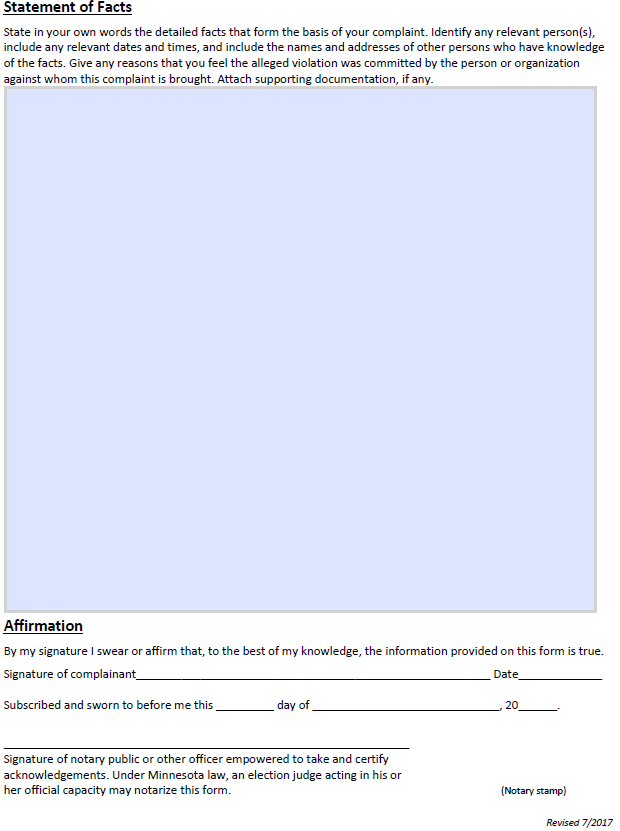 Statement of Facts
State in your own words the detailed facts that form the basis of your complaint. Identify any relevant person(s),
include any relevant dates and times, and include the names and addresses of other persons who have knowledge
of the facts. Give any reasons that you feel the alleged violation was committed by the person or organization
against whom this complaint is brought. Attach supporting documentation, if any.
Affirmation
By my signature I swear or affirm that, to the best of my knowledge, the information provided on this form is true.
Signature of complainant____________________ Date__________
Subscribed and sworn to before me this ________ day of ____________________, 20_____.
Signature of notary public or other officer empowered to take and certify
acknowledgements. Under Minnesota law, an election judge acting in his or
her official capacity may notarize this form. (Notary stamp)
Revised 7/2017